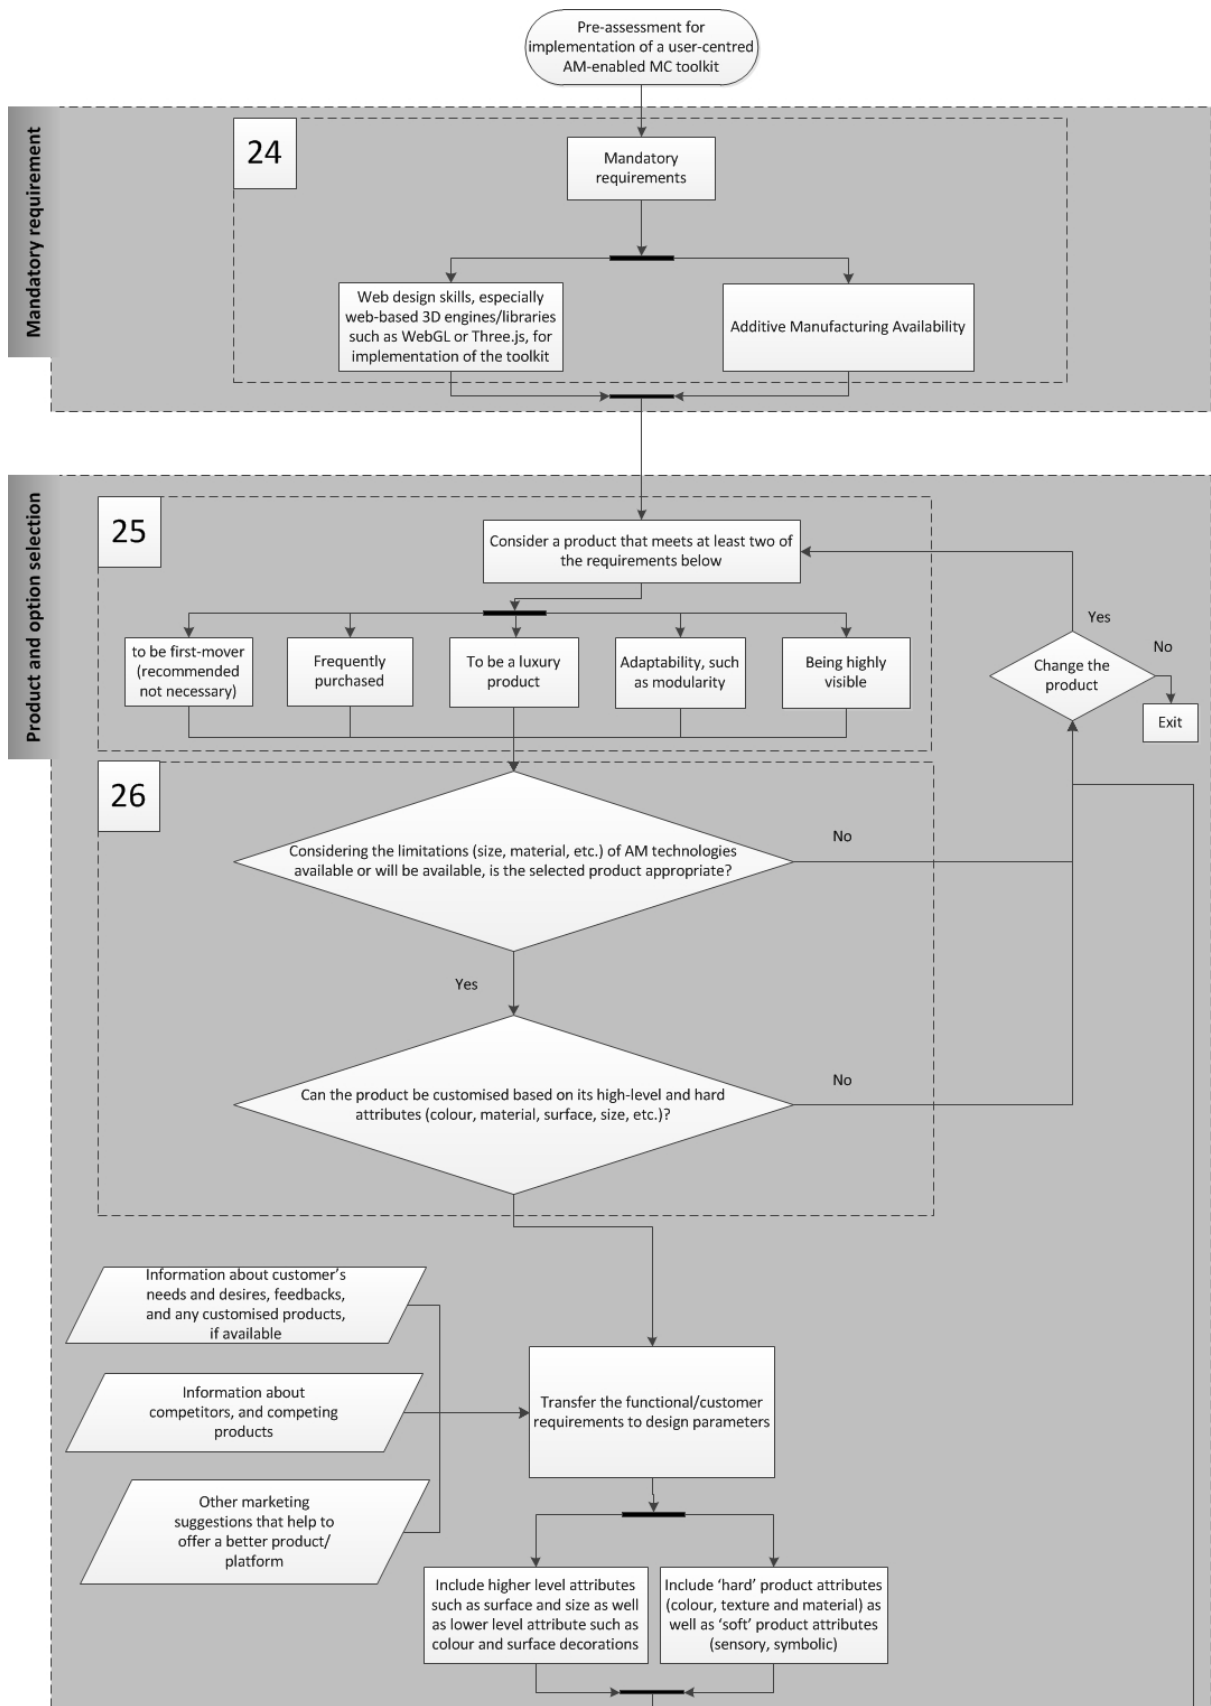 Pre-assessment for
implementation of a user-centred
AM-enabled MC toolkit
Mandatory requirement
24
Mandatory
requirements
Web design skills, especially
web-based 3D engines/libraries
such as WebGL or Three.js, for
implementation of the toolkit
Additive Manufacturing Availability
Product and option selection
25
Consider a product that meets at least two of
the requirements below
to be first-mover
(recommended
not necessary)
Frequently
purchased
To be a luxury
product
Adaptability, such
as modularity
Being highly
visible
Yes
No
Change the
product
Exit
26
Considering the limitations (size, material, etc.) of AM technologies
available or will be available, is the selected product appropriate?
No
Yes
Can the product be customised based on its high-level and hard
attributes (colour, material, surface, size, etc.)?
No
Information about customer's
needs and desires, feedbacks,
and any customised products,
if available
Information about
competitors, and competing
products
Other marketing
suggestions that help to
offer a better product/
platform
Transfer the functional/customer
requirements to design parameters
Include higher level attributes
such as surface and size as well
as lower level attribute such as
colour and surface decorations
Include ‘hard’ product attributes
(colour, texture and material) as
well as ‘soft’ product attributes
(sensory, symbolic)